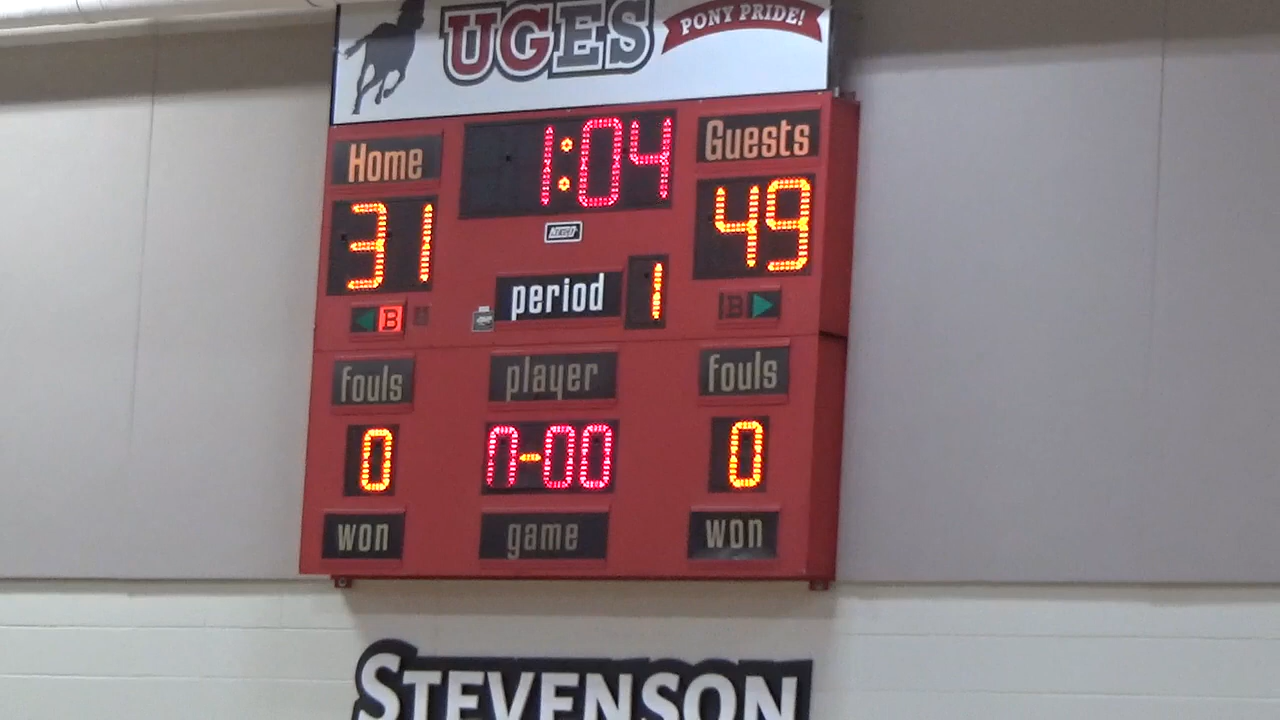 UGES
PONY PRIDE!
Home
1:04
Guests
31
49
period 1
B
B
fouls
player
fouls
0
n-00
0
won
game
won
STEVENSON